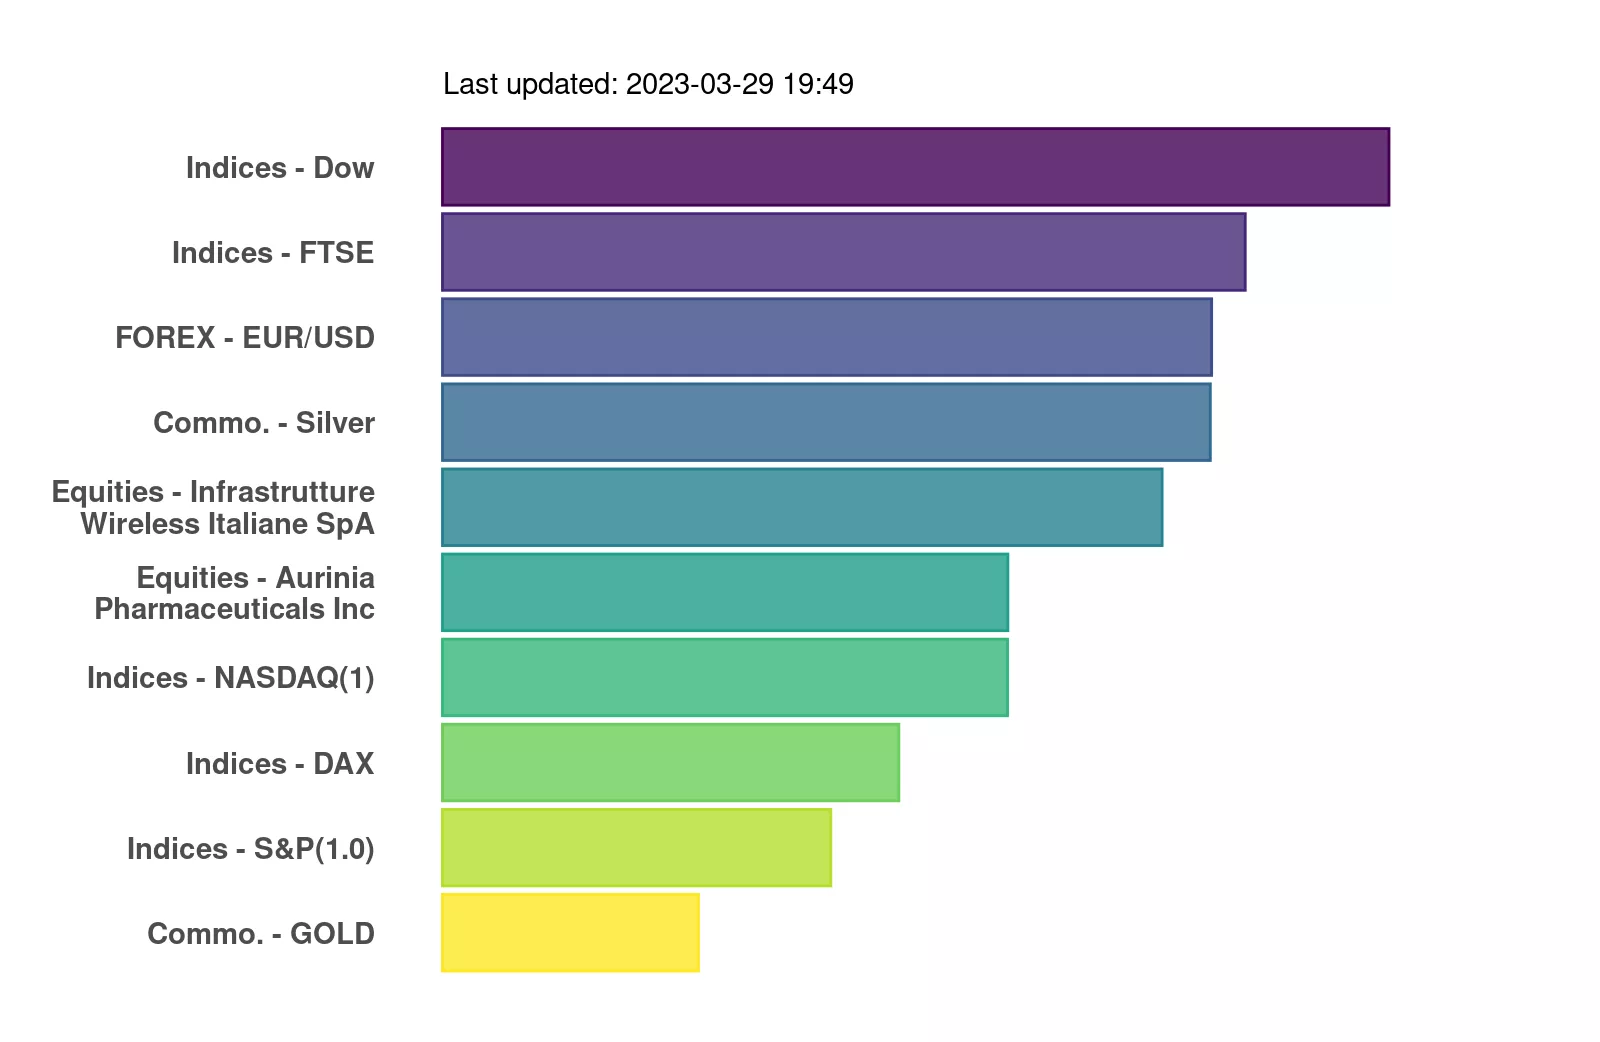 Last updated: 2023-03-29 19:49
Indices - Dow
Indices - FTSE
FOREX - EUR/USD
Commo. - Silver
Equities - Infrastrutture
Wireless Italiane SpA
Equities - Aurinia
Pharmaceuticals Inc
Indices - NASDAQ(1)
Indices - DAX
Indices - S&P(1.0)
Commo. - GOLD